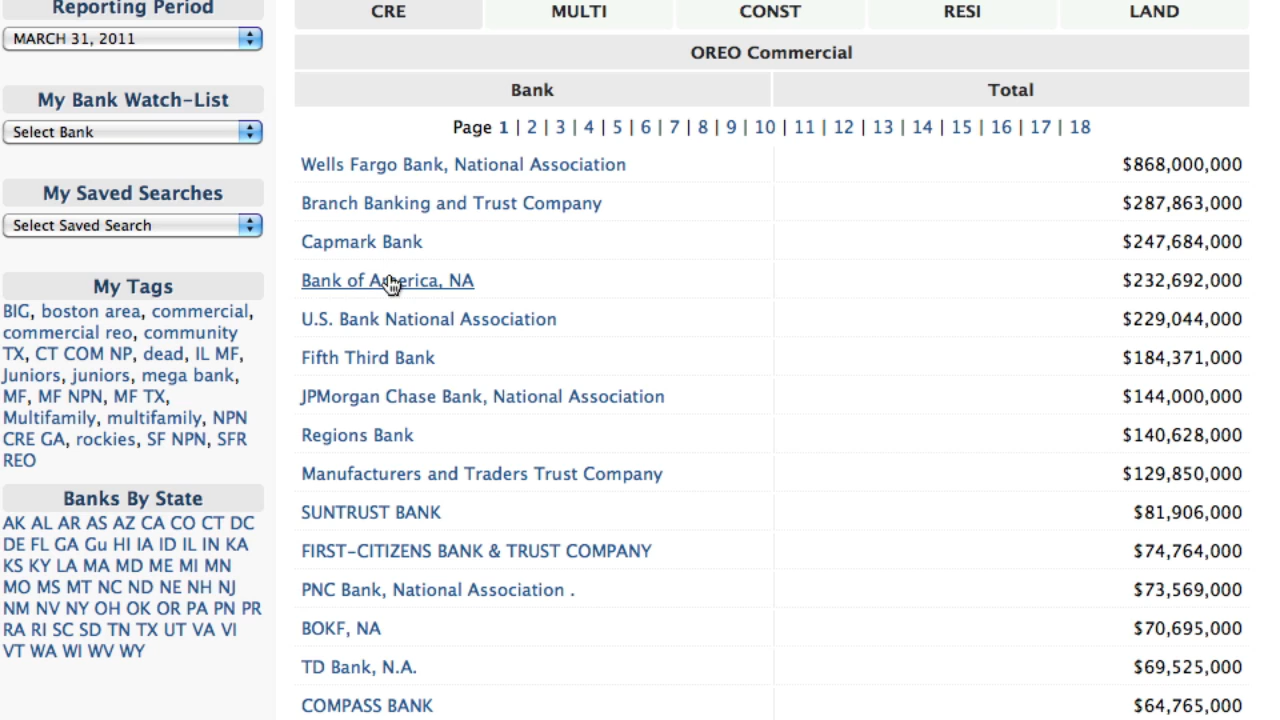 Reporting Period
MARCH 31, 2011
My Bank Watch-List
Select Bank
My Saved Searches
Select Saved Search
My Tags
BIG, boston area, commercial,
commercial reo, community
TX, CT COM NP, dead, IL MF,
Juniors, juniors, mega bank,
MF, MF NPN, MF TX,
Multifamily, multifamily, NPN
CRE GA, rockies, SF NPN, SFR
REO
Banks By State
AK AL AR AS AZ CA CO CT DC
DE FL GA Gu HI IA ID IL IN KA
KS KY LA MA MD ME MI MN
MO MS MT NC ND NE NH NJ
NM NV NY OH OK OR PA PN PR
RA RI SC SD TN TX UT VA VI
VT WA WI WV WY
CRE MULTI CONST RESI LAND
OREO Commercial
Bank Total
Page 1 | 2 | 3 | 4 | 5 | 6 | 7 | 8 | 9 | 10 | 11 | 12 | 13 | 14 | 15 | 16 | 17 | 18
Wells Fargo Bank, National Association $868,000,000
Branch Banking and Trust Company $287,863,000
Capmark Bank $247,684,000
Bank of America, NA $232,692,000
U.S. Bank National Association $229,044,000
Fifth Third Bank $184,371,000
JPMorgan Chase Bank, National Association $144,000,000
Regions Bank $140,628,000
Manufacturers and Traders Trust Company $129,850,000
SUNTRUST BANK $81,906,000
FIRST-CITIZENS BANK & TRUST COMPANY $74,764,000
PNC Bank, National Association . $73,569,000
BOKF, NA $70,695,000
TD Bank, N.A. $69,525,000
COMPASS BANK $64,765,000